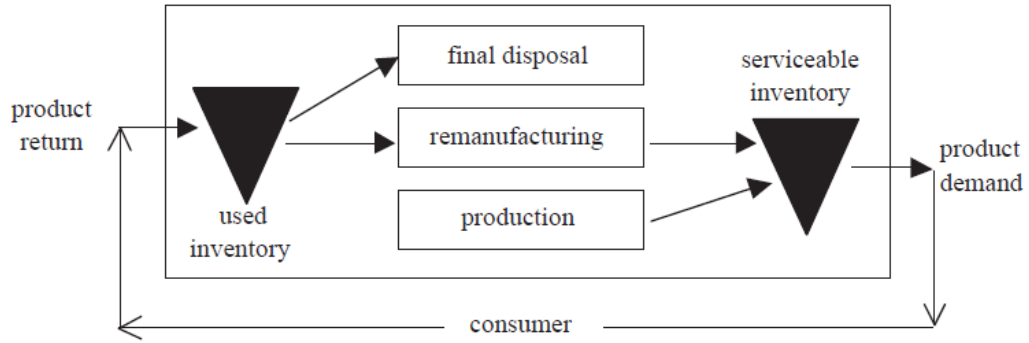 product
return
used
inventory
final disposal
remanufacturing
production
serviceable
inventory
product
demand
consumer